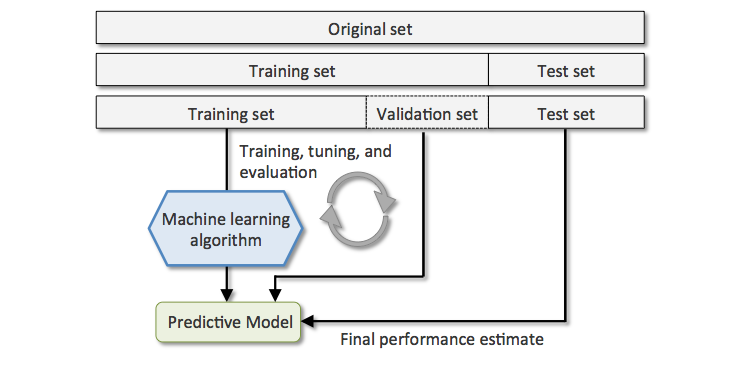 Original set
Training set
Test set
Training set
Validation set
Test set
Training, tuning, and
evaluation
Machine learning
algorithm
Predictive Model
Final performance estimate